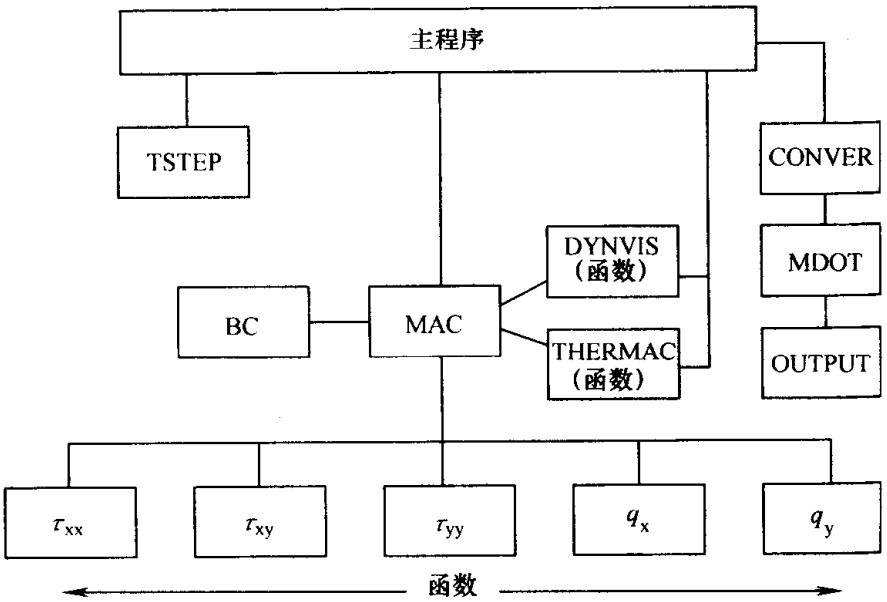 主程序
TSTEP
CONVER
DYNVIS
(函数)
MDOT
BC
MAC
THERMAC
(函数)
OUTPUT
τxx
τxy
τyy
qx
qy
函数